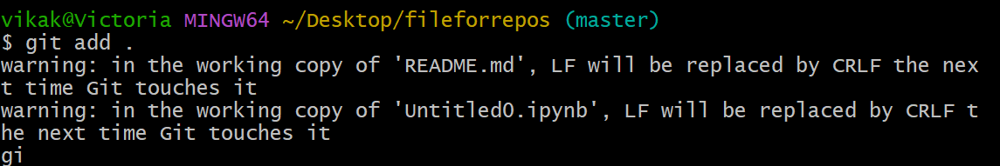 vikak@Victoria MINGW64 ~/Desktop/fileforrepos (master)
$ git add .
warning: in the working copy of 'README.md', LF will be replaced by CRLF the nex
t time Git touches it
warning: in the working copy of 'Untitled0.ipynb', LF will be replaced by CRLF t
he next time Git touches it
gi